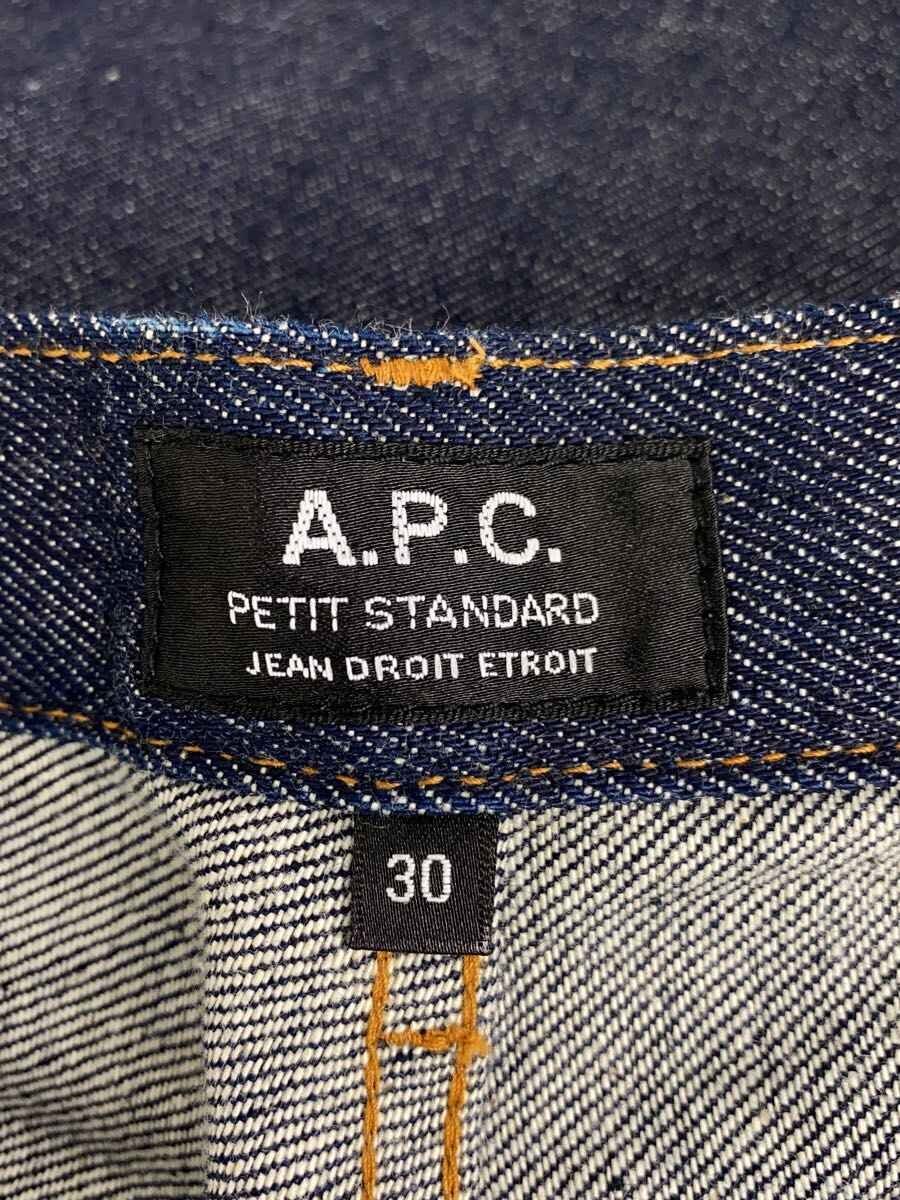 A.P.C.
PETIT STANDARD
JEAN DROIT ETROIT
30